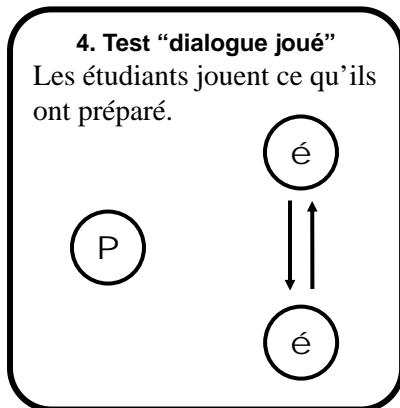 4. Test “dialogue joué”
Les étudiants jouent ce qu’ils
ont préparé.
é
P
é